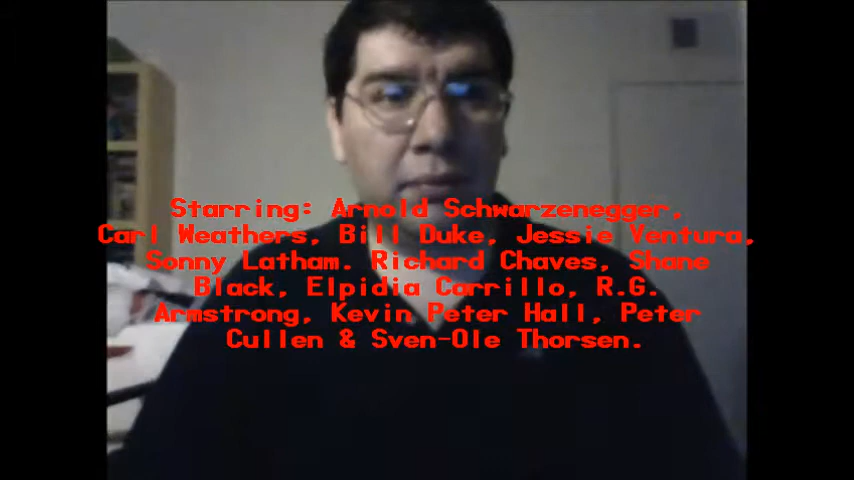 Starring: Arnold Schwarzenegger,
Carl Weathers, Bill Duke, Jessie Ventura,
Sonny Latham. Richard Chaves, Shane
Black, Elpidia Carrillo, R.G.
Armstrong, Kevin Peter Hall, Peter
Cullen & Sven-Ole Thorsen.